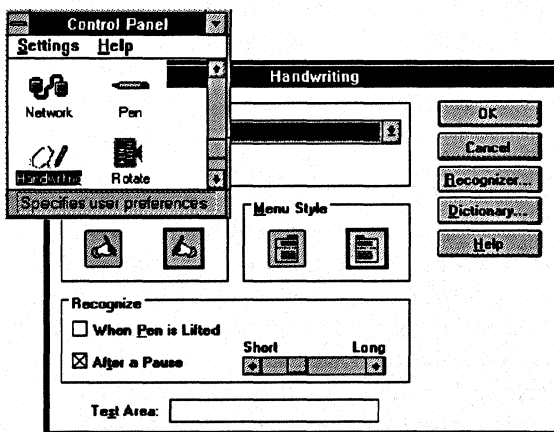 Control Panel
Settings Help
Network Pen
Handwriting Rotate
Specifies user preferences
Handwriting
OK
Cancel
Recognizer...
Dictionary...
Help
Menu Style
Recognize
When Pen is Lifted
After a Pause
Short Long
Test Area: